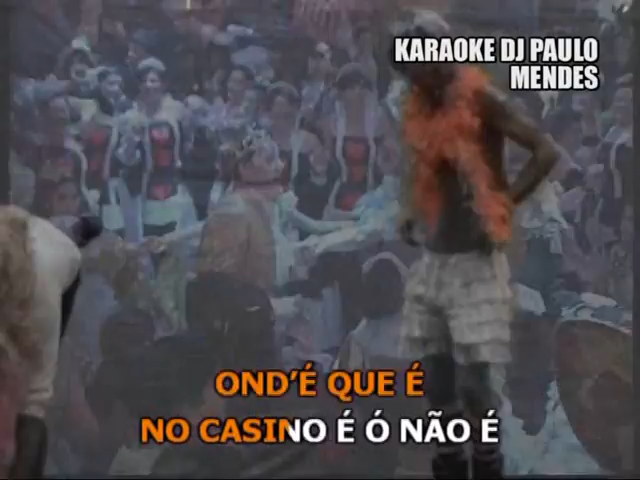 KARAOKE DJ PAULO
MENDES
OND'É QUE É
NO CASINO É Ó NÃO É